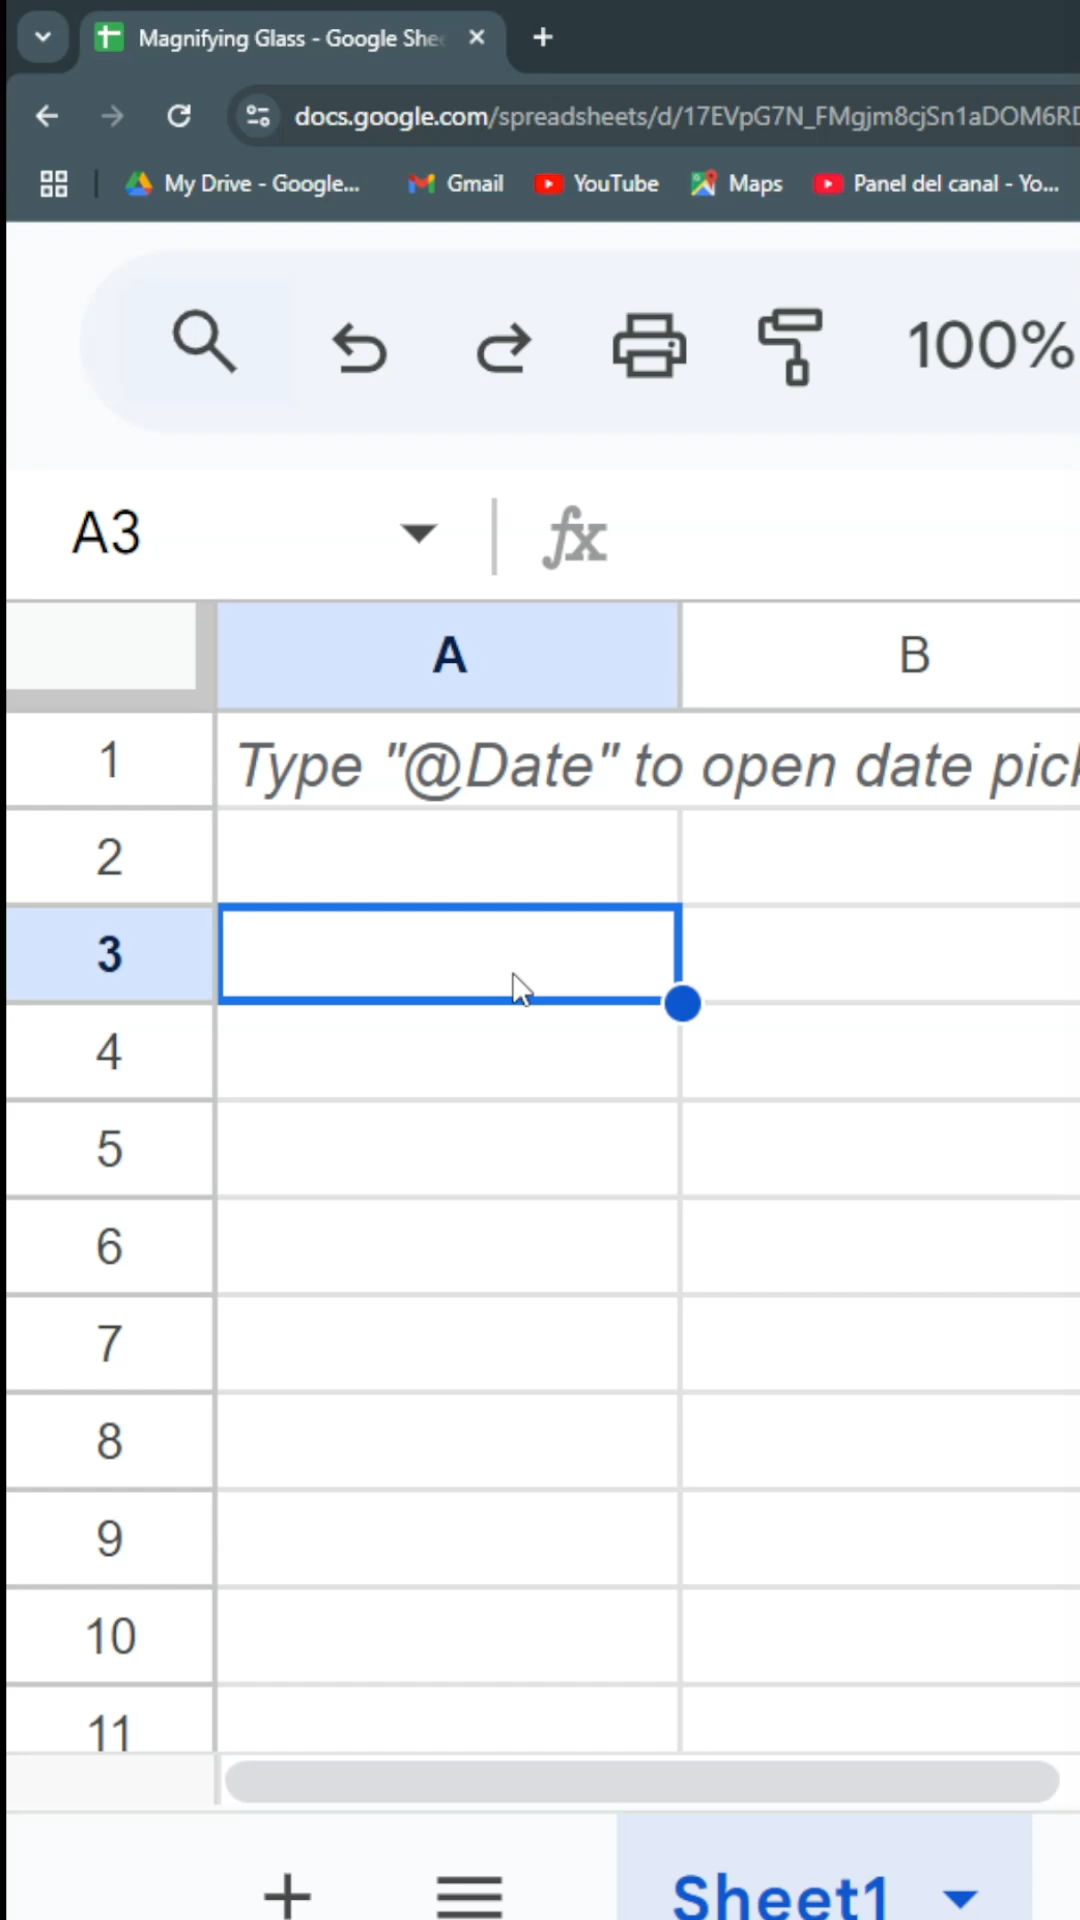 Magnifying Glass - Google She
docs.google.com/spreadsheets/d/17EVpG7N_FMgjm8cjSn1aDOM6R
My Drive - Google... Gmail YouTube Maps Panel del canal - Yo...
100%
A3 fx
A B
1 Type "@Date" to open date pick
2
3
4
5
6
7
8
9
10
11
+ Sheet1